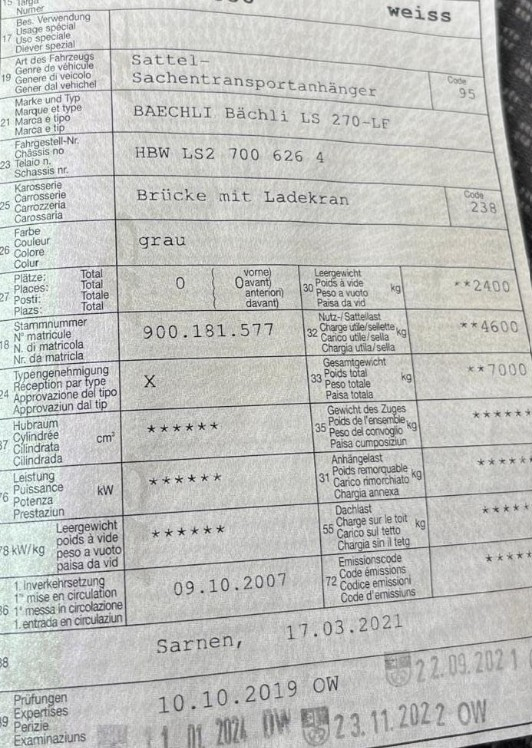 15 Targa
Numer
weiss
Bes. Verwendung
Usage spécial
17 Uso speciale
Diever spezial
Art des Fahrzeugs
Genre de véhicule
19 Genere di veicolo
Gener dal vehichel
Sattel-
Sachentransportanhänger
Code
95
Marke und Typ
Marque et type
21 Marca e tipo
Marca e tip
BAECHLI Bächli LS 270-LF
Fahrgestell-Nr.
Châssis no
23 Telaio n.
Schassis nr.
HBW LS2 700 626 4
Karosserie
Carrosserie
25 Carrozzeria
Carossaria
Brücke mit Ladekran
Code
238
Farbe
26 Couleur
Colore
Colur
grau
Plätze: Total
Places: Total
27 Posti: Totale
Plazs: Total
0
vorne)
0 avant)
anterion)
davant)
Leergewicht
30 Poids à vide kg
Peso a vuoto
Paisa da vid
**2400
Stammnummer
18 N° matricule
N. di matricola
Nr. da matricla
900.181.577
Nutz-/Sattellast
32 Charge utile/sellette kg
Carico utile/sella
Chargia utila/sella
**4600
Typengenehmigung
24 Réception par type
Approvazione del tipo
Approvaziun dal tip
X
Gesamtgewicht
33 Poids total kg
Peso totale
Paisa totala
**7000
Hubraum
37 Cylindrée cm³
Cilindrata
Cilindrada
******
Gewicht des Zuges
35 Poids de l'ensemble kg
Peso del convoglio
Paisa cumposiziun
******
Leistung
76 Puissance kW
Potenza
Prestaziun
******
Anhängelast
31 Poids remorquable kg
Carico rimorchiato
Chargia annexa
*****
Leergewicht
78 kW/kg poids à vide
peso a vuoto
paisa da vid
******
Dachlast
55 Charge sur le toit kg
Carico sul tetto
Chargia sin il tetg
*****
1. Inverkehrsetzung
36 1re mise en circulation
1a messa in circolazione
1. entrada en circulaziun
09.10.2007
Emissionscode
72 Code émissions
Codice emissioni
Code d'emissiuns
****
38
Sarnen, 17.03.2021
Prüfungen
39 Expertises
Perizie
Examinaziuns
10.10.2019 OW
22.09.2021
01. 2024 OW
23.11.2022 OW